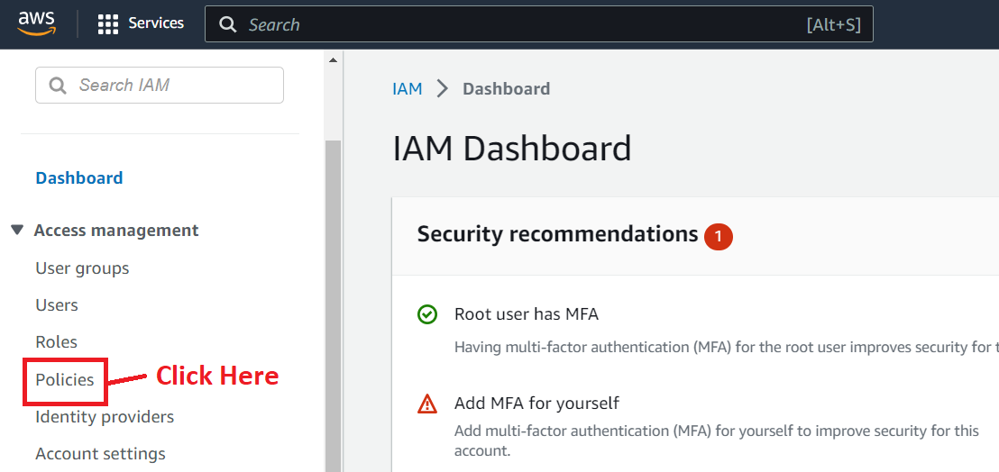 aws
Services
Search
[Alt+S]
Search IAM
Dashboard
Access management
User groups
Users
Roles
Policies
Click Here
Identity providers
Account settings
IAM
Dashboard
IAM Dashboard
Security recommendations 1
Root user has MFA
Having multi-factor authentication (MFA) for the root user improves security for t
Add MFA for yourself
Add multi-factor authentication (MFA) for yourself to improve security for this
account.